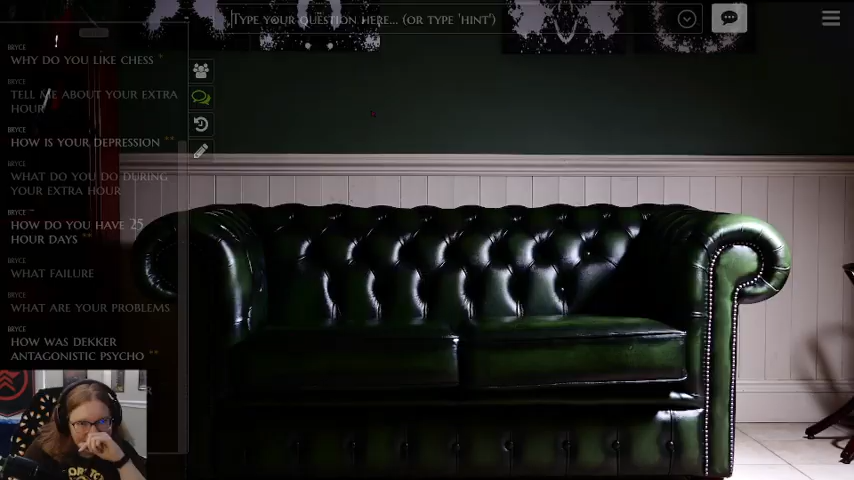 TYPE YOUR QUESTION HERE... (OR TYPE 'HINT')
BRYCE
WHY DO YOU LIKE CHESS *
BRYCE
TELL ME ABOUT YOUR EXTRA
HOUR
BRYCE
HOW IS YOUR DEPRESSION **
BRYCE
WHAT DO YOU DO DURING
YOUR EXTRA HOUR
BRYCE
HOW DO YOU HAVE 25
HOUR DAYS **
BRYCE
WHAT FAILURE
BRYCE
WHAT ARE YOUR PROBLEMS
BRYCE
HOW WAS DEKKER
ANTAGONISTIC PSYCHO **